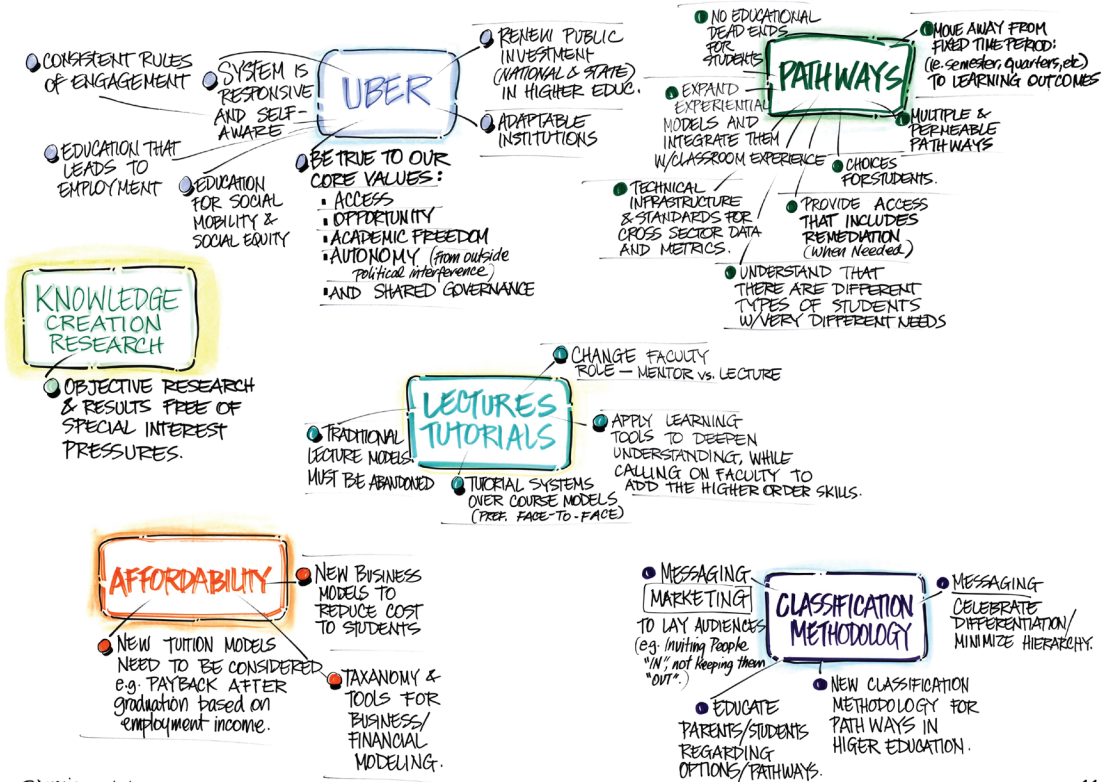 CONSISTENT RULES
OF ENGAGEMENT
SYSTEM IS
RESPONSIVE
AND SELF-
AWARE
EDUCATION THAT
LEADS TO
EMPLOYMENT
EDUCATION
FOR SOCIAL
MOBILITY &
SOCIAL EQUITY
UBER
RENEW PUBLIC
INVESTMENT
(NATIONAL & STATE)
IN HIGHER EDUC.
ADAPTABLE
INSTITUTIONS
BE TRUE TO OUR
CORE VALUES:
▪ ACCESS
▪ OPPORTUNITY
▪ ACADEMIC FREEDOM
▪ AUTONOMY (from outside
political interference)
▪ AND SHARED GOVERNANCE
NO EDUCATIONAL
DEAD ENDS
FOR
STUDENTS
PATHWAYS
MOVE AWAY FROM
FIXED TIME PERIOD:
(ie. semester, quarters, etc)
TO LEARNING OUTCOMES
EXPAND
EXPERIENTIAL
MODELS AND
INTEGRATE THEM
W/CLASSROOM EXPERIENCE
MULTIPLE &
PERMEABLE
PATHWAYS
CHOICES
FOR STUDENTS.
TECHNICAL
INFRASTRUCTURE
& STANDARDS FOR
CROSS SECTOR DATA
AND METRICS.
PROVIDE ACCESS
THAT INCLUDES
REMEDIATION
(When Needed.)
UNDERSTAND THAT
THERE ARE DIFFERENT
TYPES OF STUDENTS
W/VERY DIFFERENT NEEDS
KNOWLEDGE
CREATION
RESEARCH
OBJECTIVE RESEARCH
& RESULTS FREE OF
SPECIAL INTEREST
PRESSURES.
LECTURES
TUTORIALS
CHANGE FACULTY
ROLE — MENTOR vs. LECTURE
TRADITIONAL
LECTURE MODELS
MUST BE ABANDONED
APPLY LEARNING
TOOLS TO DEEPEN
UNDERSTANDING, WHILE
CALLING ON FACULTY TO
ADD THE HIGHER ORDER SKILLS.
TUTORIAL SYSTEMS
OVER COURSE MODELS
(PREF. FACE-TO-FACE)
AFFORDABILITY
NEW BUSINESS
MODELS TO
REDUCE COST
TO STUDENTS
NEW TUITION MODELS
NEED TO BE CONSIDERED
e.g. PAYBACK AFTER
graduation based on
employment income.
TAXANOMY &
TOOLS FOR
BUSINESS/
FINANCIAL
MODELING.
CLASSIFICATION
METHODOLOGY
MESSAGING
MARKETING
TO LAY AUDIENCES
(e.g. Inviting People
"IN" not keeping them
"OUT".)
MESSAGING
CELEBRATE
DIFFERENTIATION/
MINIMIZE HIERARCHY.
EDUCATE
PARENTS/STUDENTS
REGARDING
OPTIONS/PATHWAYS.
NEW CLASSIFICATION
METHODOLOGY FOR
PATHWAYS IN
HIGER EDUCATION.